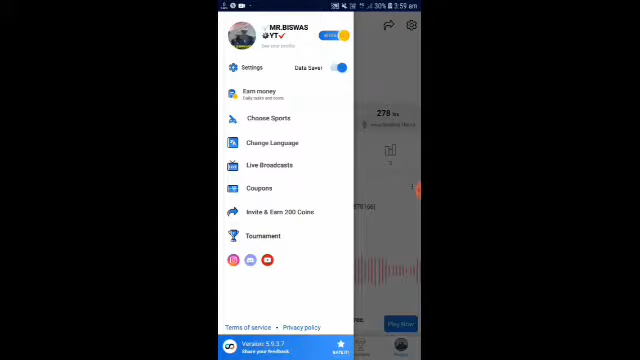 30% 3:59 am
MR.BISWAS
YT
See your profile
Settings
Data Saver
Earn money
Daily tasks and more.
Choose Sports
Change Language
Live Broadcasts
Coupons
Invite & Earn 200 Coins
Tournament
Terms of service • Privacy policy
Version: 5.9.3.7
Share your feedback
278
Play Now